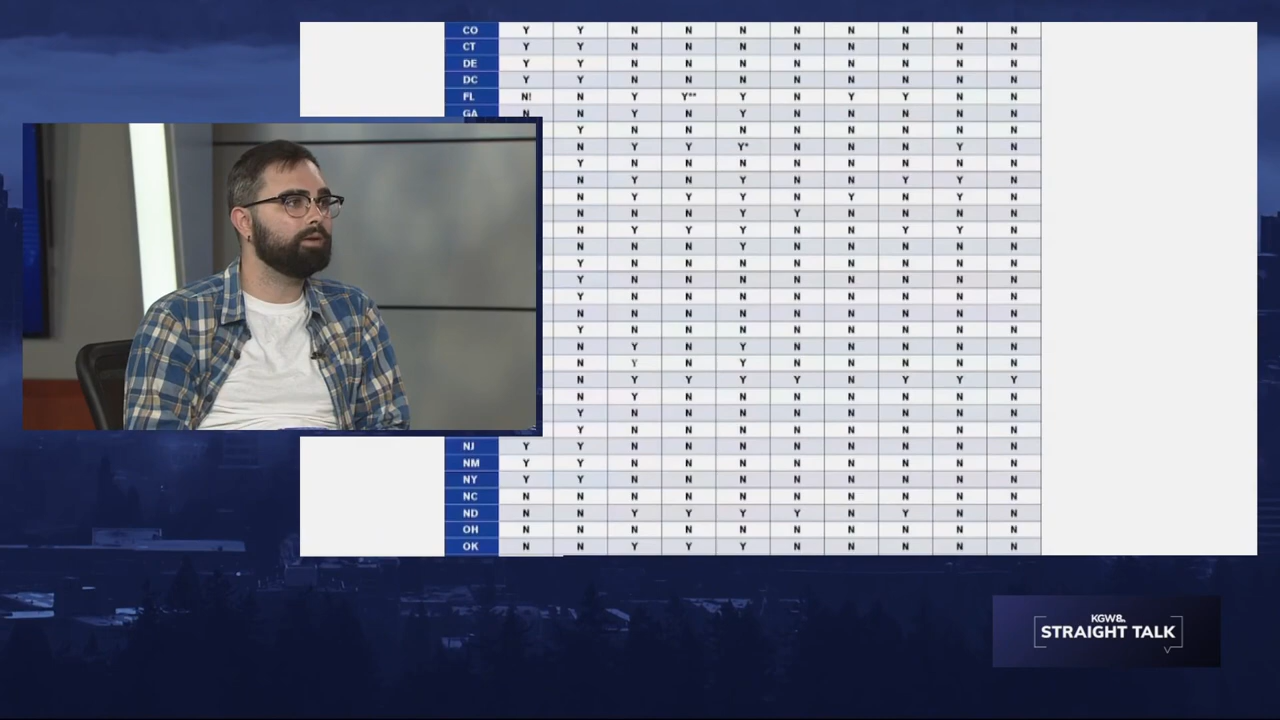 CO Y Y N N N N N N N N
CT Y Y N N N N N N N N
DE Y Y N N N N N N N N
DC Y Y N N N N N N N N
FL N! N Y Y** Y N Y Y N N
GA N N Y N Y N N N N N
Y N N N N N N N N
N Y Y Y* N N N Y N
Y N N N N N N N N
N Y N Y N N Y Y N
N Y Y Y N Y N Y N
N N N Y Y N N N N
N Y Y Y N N Y Y N
N N N Y N N N N N
Y N N N N N N N N
Y N N N N N N N N
Y N N N N N N N N
N N N N N N N N N
Y N N N N N N N N
N Y N Y N N N N N
N Y N Y N N N N N
N Y Y Y Y N Y Y Y
N Y N N N N N N N
Y N N N N N N N N
Y N N N N N N N N
NJ Y Y N N N N N N N N
NM Y Y N N N N N N N N
NY Y Y N N N N N N N N
NC N N N N N N N N N N
ND N N Y Y Y Y N Y N N
OH N N N N N N N N N N
OK N N Y Y Y N N N N N
KGW8
STRAIGHT TALK